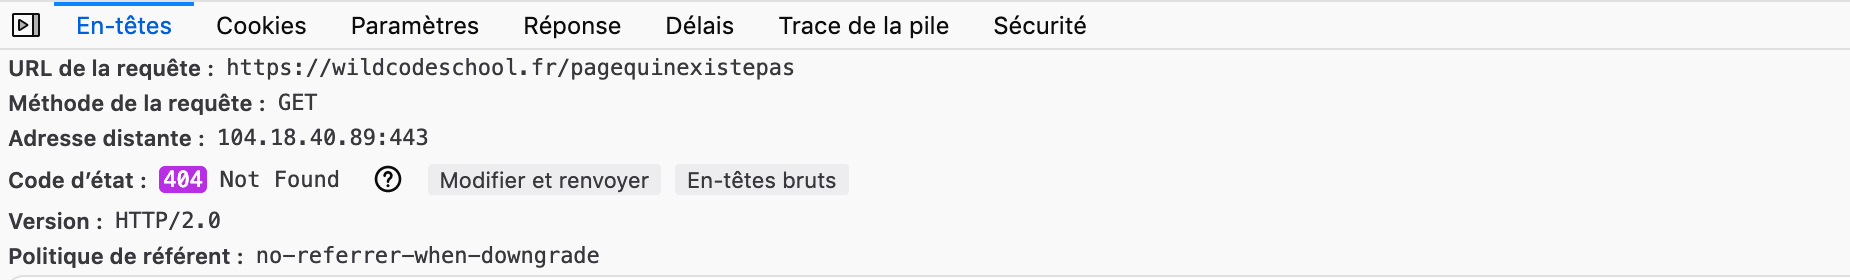 En-têtes Cookies Paramètres Réponse Délais Trace de la pile Sécurité
URL de la requête : https://wildcodeschool.fr/pagequinexistepas
Méthode de la requête : GET
Adresse distante : 104.18.40.89:443
Code d’état : 404 Not Found ? Modifier et renvoyer En-têtes bruts
Version : HTTP/2.0
Politique de référent : no-referrer-when-downgrade